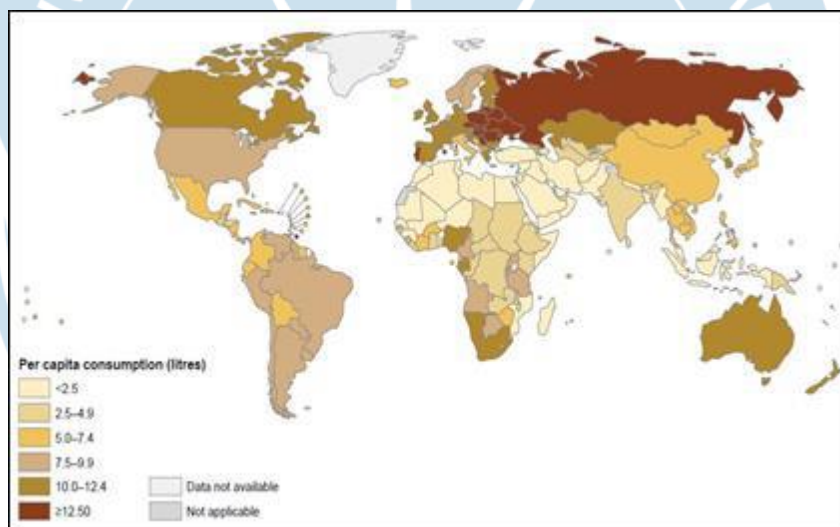 Per capita consumption (litres)
<2.5
2.5–4.9
5.0–7.4
7.5–9.9
10.0–12.4
≥12.50
Data not available
Not applicable